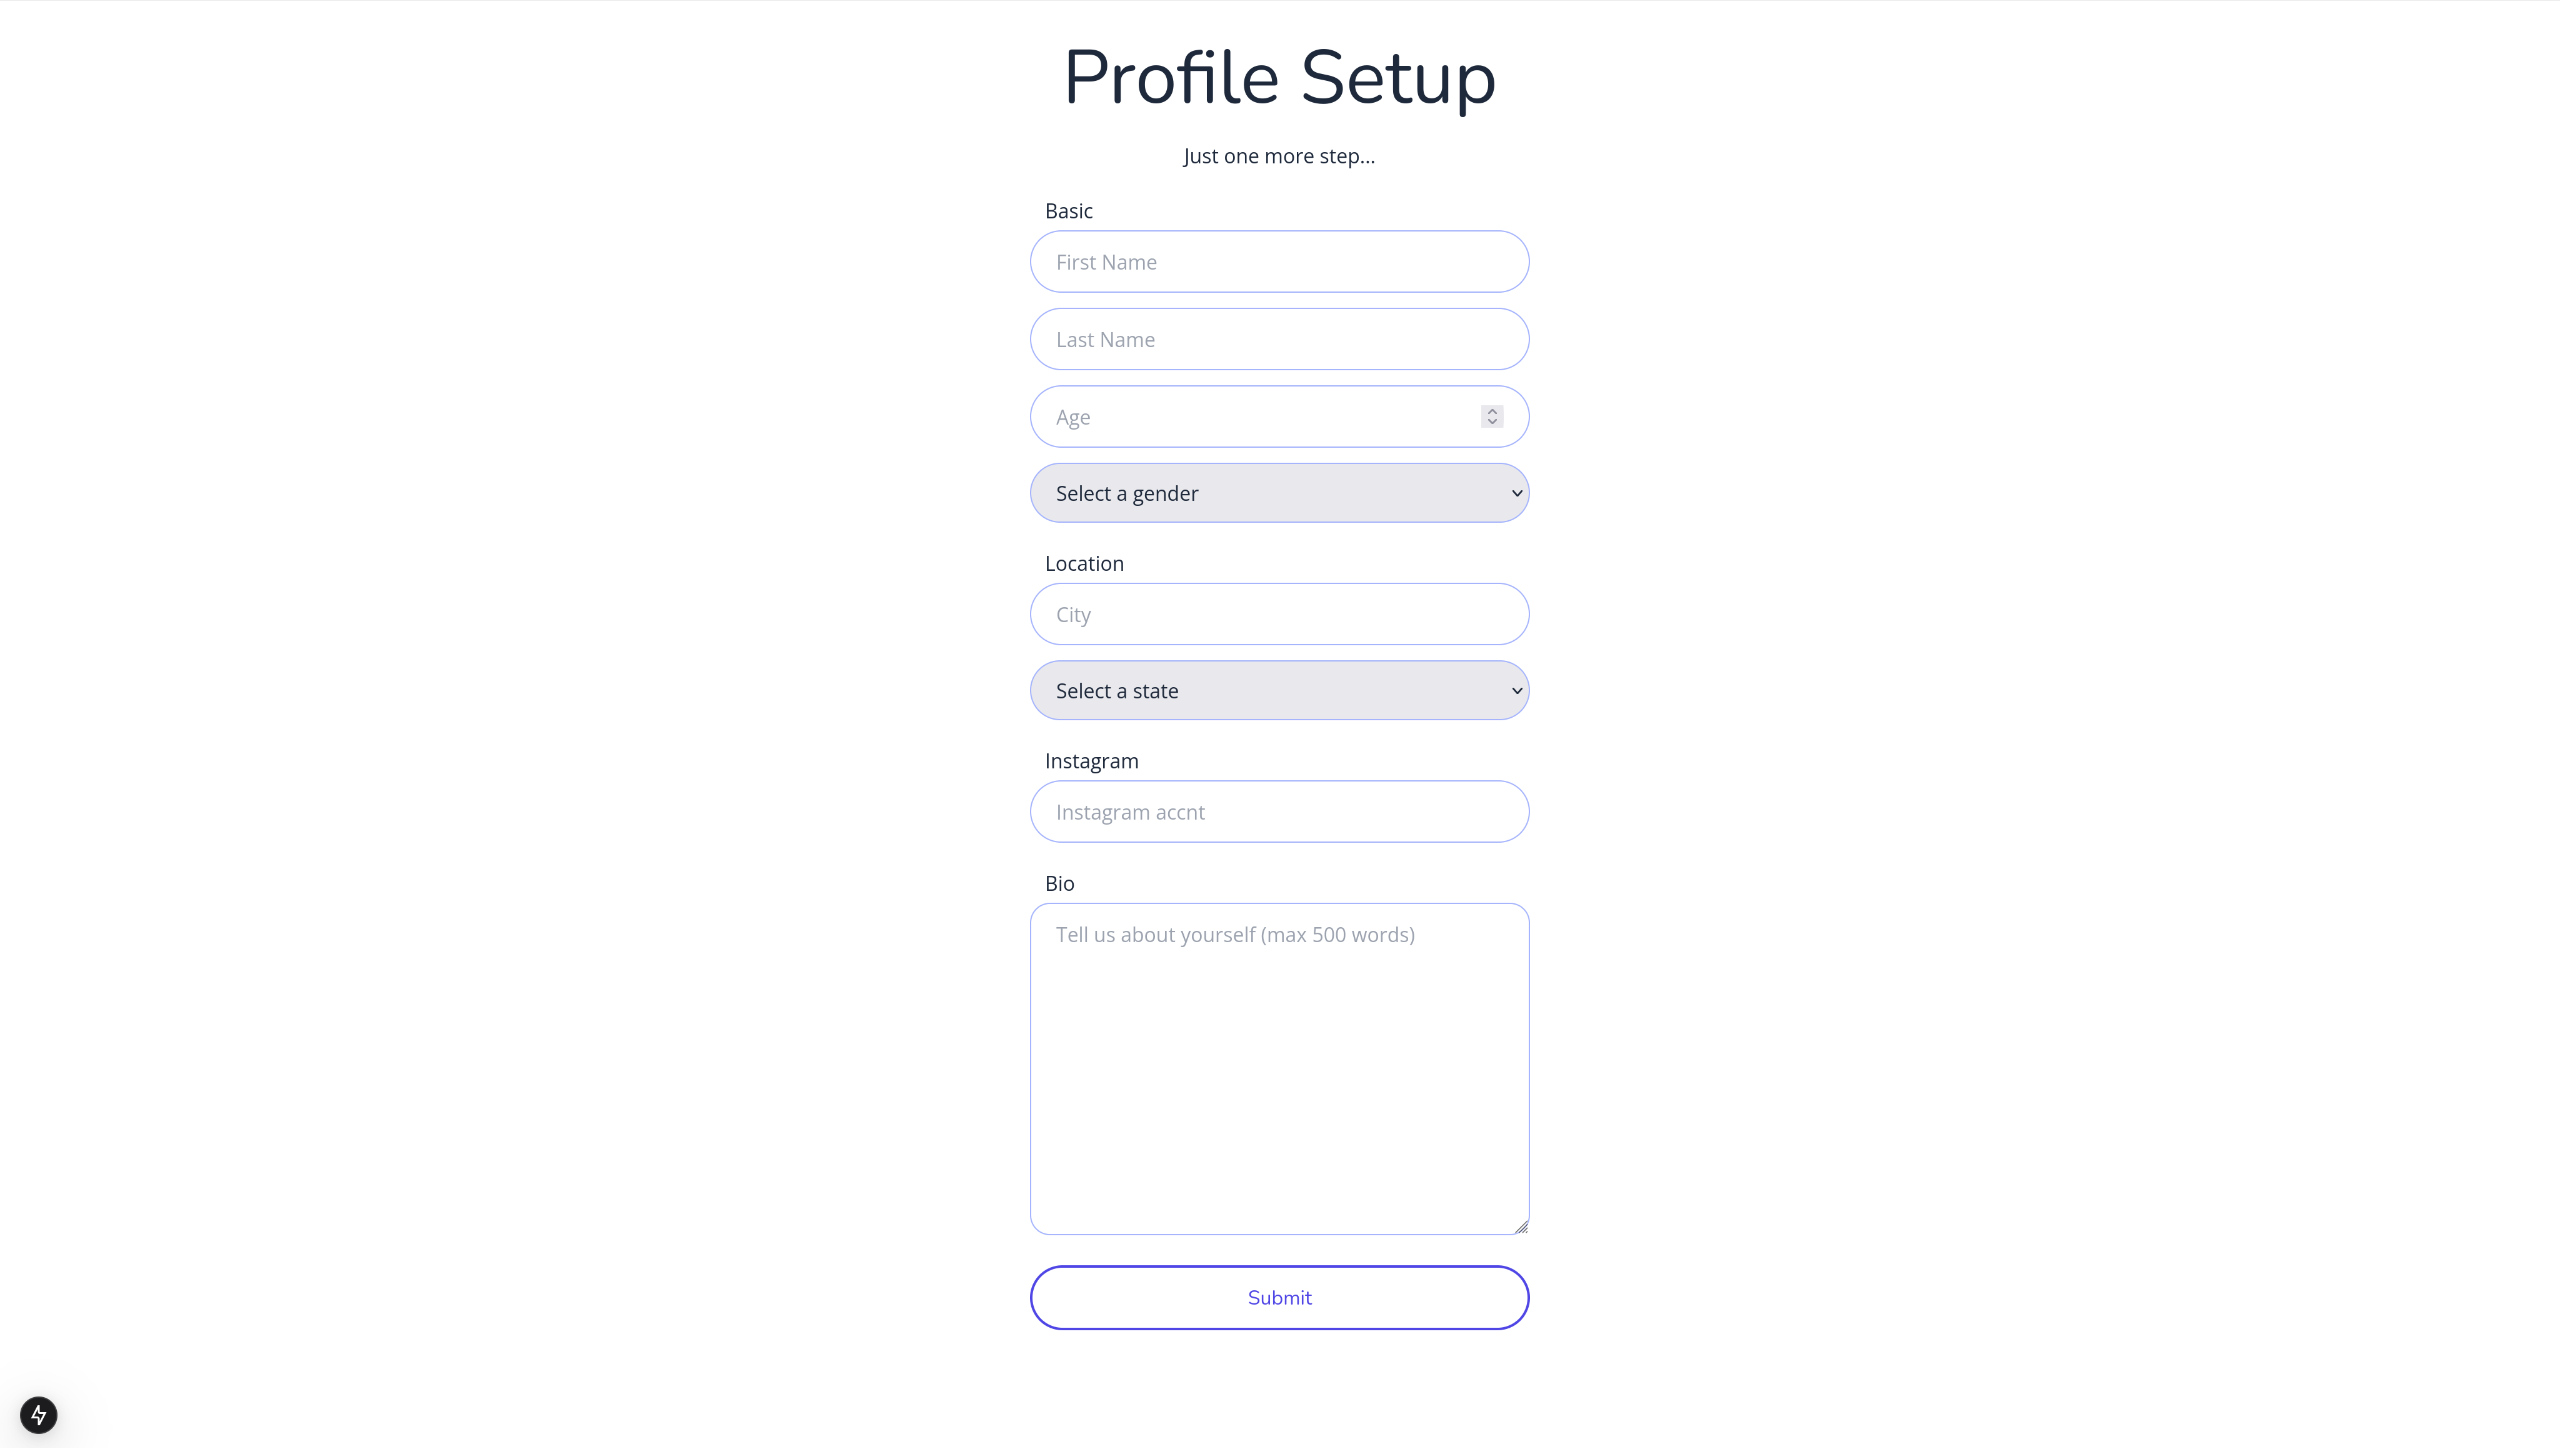 Profile Setup
Just one more step...
Basic
First Name
Last Name
Age
Select a gender
Location
City
Select a state
Instagram
Instagram accnt
Bio
Tell us about yourself (max 500 words)
Submit